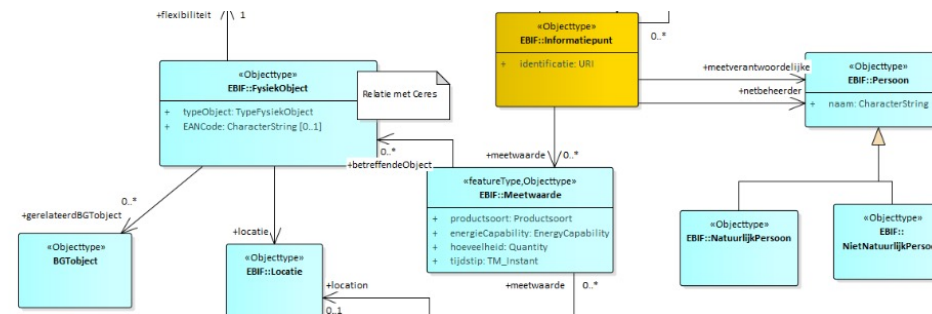 +flexibiliteit
1
«Objecttype»
EBIF::Informatiepunt
+ identificatie: URI
0..*
«Objecttype»
EBIF::FysiekObject
+ typeObject: TypeFysiekObject
+ EANCode: CharacterString [0..1]
Relatie met Ceres
+meetverantwoordelijke
+netbeheerder
«Objecttype»
EBIF::Persoon
+ naam: CharacterString
0..*
+betreffendeObject
+meetwaarde
0..*
«featureType,Objecttype»
EBIF::Meetwaarde
+ productsoort: Productsoort
+ energieCapability: EnergyCapability
+ hoeveelheid: Quantity
+ tijdstip: TM_Instant
0..*
+gerelateerdBGTobject
«Objecttype»
BGTobject
+locatie
«Objecttype»
EBIF::Locatie
+location
0..1
+meetwaarde
0..*
«Objecttype»
EBIF::NatuurlijkPersoon
«Objecttype»
EBIF::
NietNatuurlijkPerso